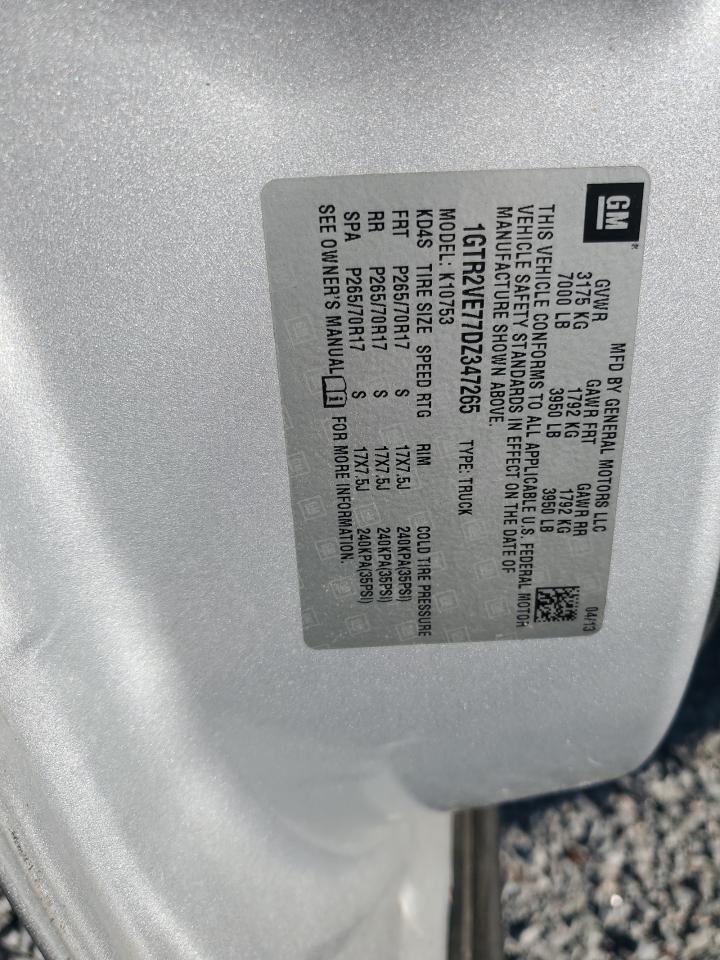 GM
MFD BY GENERAL MOTORS LLC 04/13
GVWR GAWR FRT GAWR RR
3175 KG 1792 KG 1792 KG
7000 LB 3950 LB 3950 LB
THIS VEHICLE CONFORMS TO ALL APPLICABLE U.S. FEDERAL MOTOR
VEHICLE SAFETY STANDARDS IN EFFECT ON THE DATE OF
MANUFACTURE SHOWN ABOVE.
1GTR2VE77DZ347265 TYPE: TRUCK
MODEL: K10753
KD4S TIRE SIZE SPEED RTG RIM COLD TIRE PRESSURE
FRT P265/70R17 S 17X7.5J 240KPA(35PSI)
RR P265/70R17 S 17X7.5J 240KPA(35PSI)
SPA P265/70R17 S 17X7.5J 240KPA(35PSI)
SEE OWNER'S MANUAL FOR MORE INFORMATION.